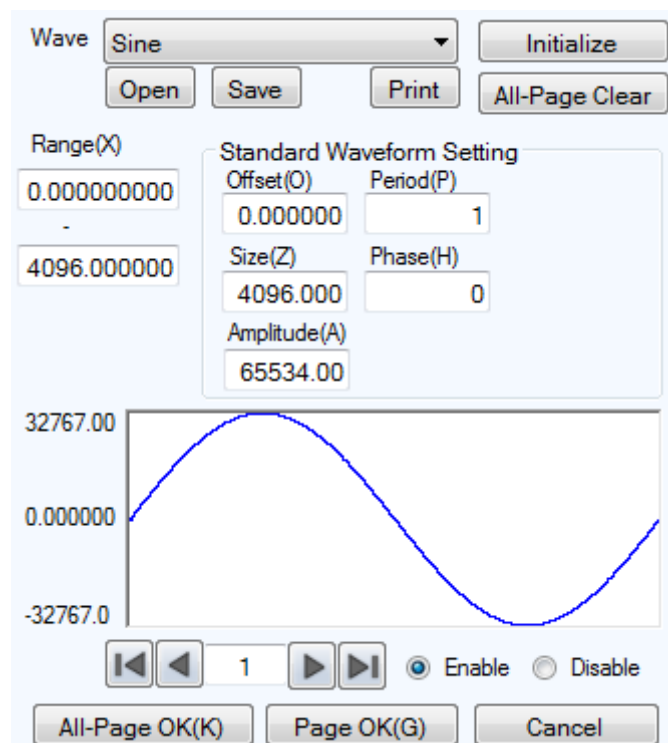 Wave Sine Initialize
Open Save Print All-Page Clear
Range(X) Standard Waveform Setting
Offset(O) Period(P)
0.000000000 0.000000 1
-
Size(Z) Phase(H)
4096.000000 4096.000 0
Amplitude(A)
65534.00
32767.00
0.000000
-32767.0
1 Enable Disable
All-Page OK(K) Page OK(G) Cancel